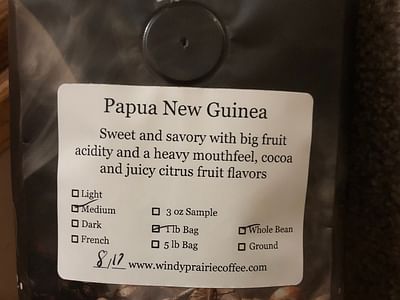 Papua New Guinea
Sweet and savory with big fruit
acidity and a heavy mouthfeel, cocoa
and juicy citrus fruit flavors
Light
Medium
Dark
French
3 oz Sample
1 lb Bag
5 lb Bag
Whole Bean
Ground
8/17 www.windyprairiecoffee.com